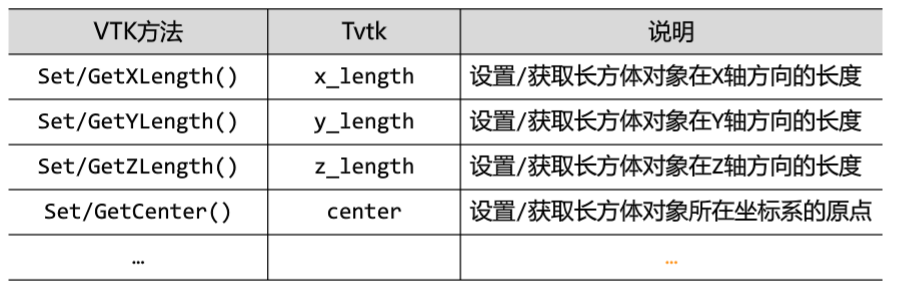 VTK方法 Tvtk 说明
Set/GetXLength() x_length 设置/获取长方体对象在X轴方向的长度
Set/GetYLength() y_length 设置/获取长方体对象在Y轴方向的长度
Set/GetZLength() z_length 设置/获取长方体对象在Z轴方向的长度
Set/GetCenter() center 设置/获取长方体对象所在坐标系的原点
… …